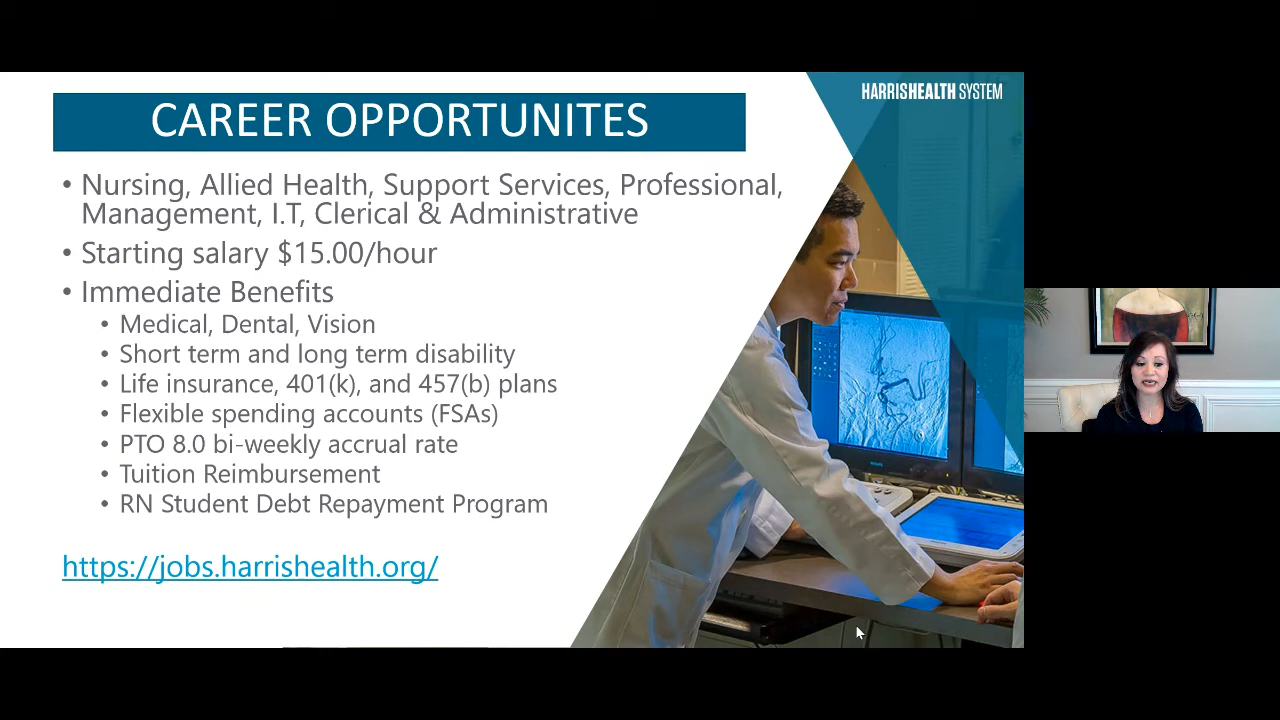 HARRISHEALTH SYSTEM
CAREER OPPORTUNITES
• Nursing, Allied Health, Support Services, Professional,
Management, I.T, Clerical & Administrative
• Starting salary $15.00/hour
• Immediate Benefits
• Medical, Dental, Vision
• Short term and long term disability
• Life insurance, 401(k), and 457(b) plans
• Flexible spending accounts (FSAs)
• PTO 8.0 bi-weekly accrual rate
• Tuition Reimbursement
• RN Student Debt Repayment Program
https://jobs.harrishealth.org/